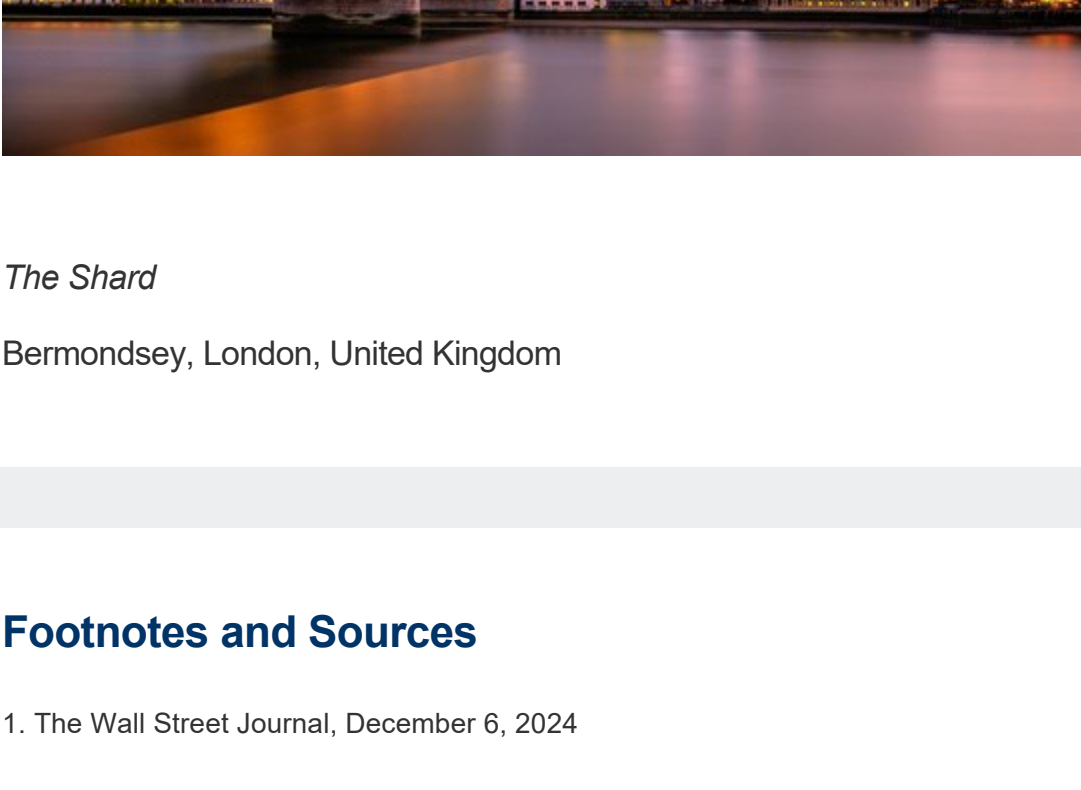 The Shard
Bermondsey, London, United Kingdom
Footnotes and Sources
1. The Wall Street Journal, December 6, 2024